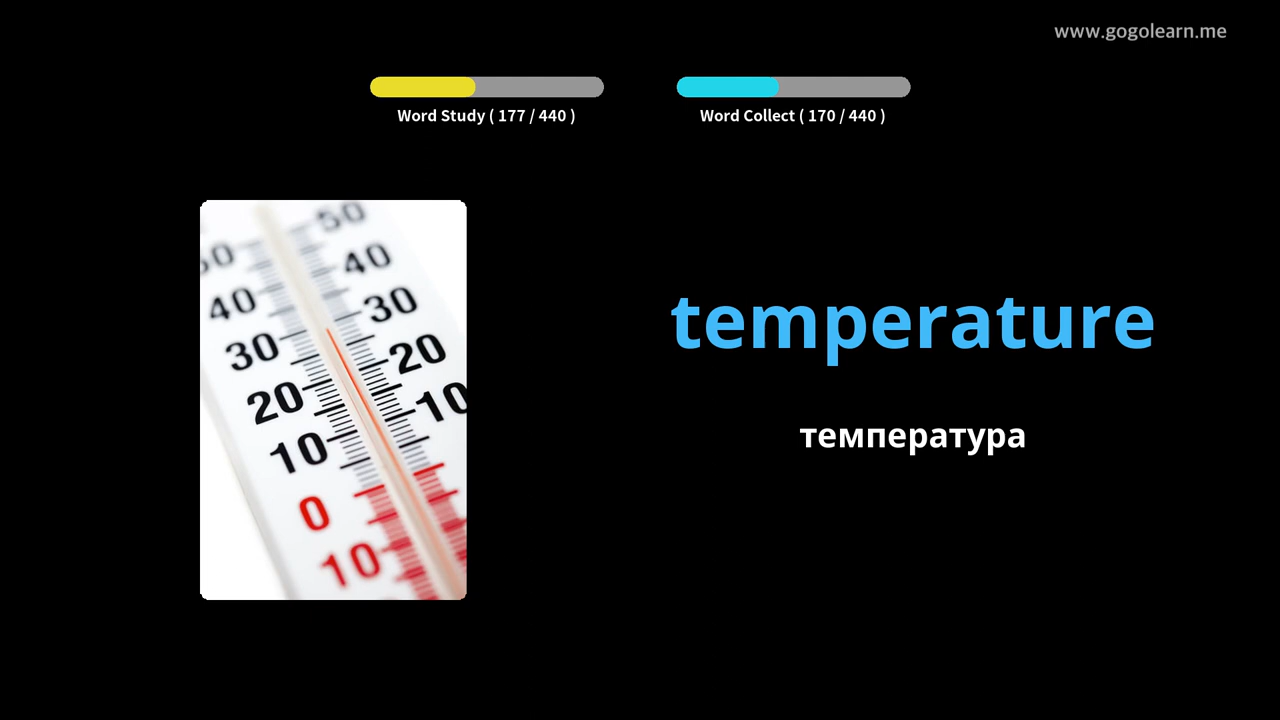 www.gogolearn.me
Word Study ( 177 / 440 )
Word Collect ( 170 / 440 )
50
40
40
30
30
20
20
10
10
0
10
temperature
температура